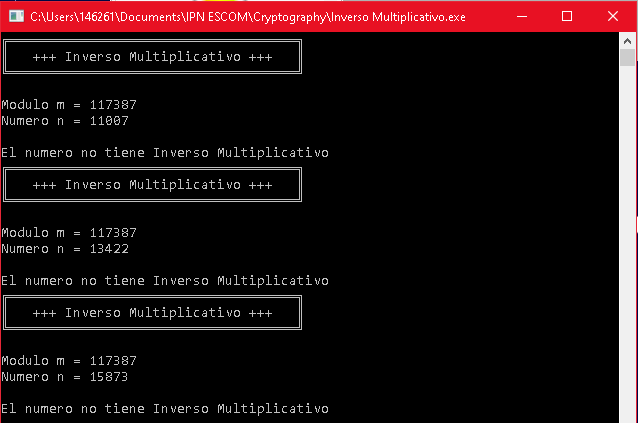 C:\Users\146261\Documents\IPN ESCOM\Cryptography\Inverso Multiplicativo.exe
+++ Inverso Multiplicativo +++
Modulo m = 117387
Numero n = 11007
El numero no tiene Inverso Multiplicativo
+++ Inverso Multiplicativo +++
Modulo m = 117387
Numero n = 13422
El numero no tiene Inverso Multiplicativo
+++ Inverso Multiplicativo +++
Modulo m = 117387
Numero n = 15873
El numero no tiene Inverso Multiplicativo